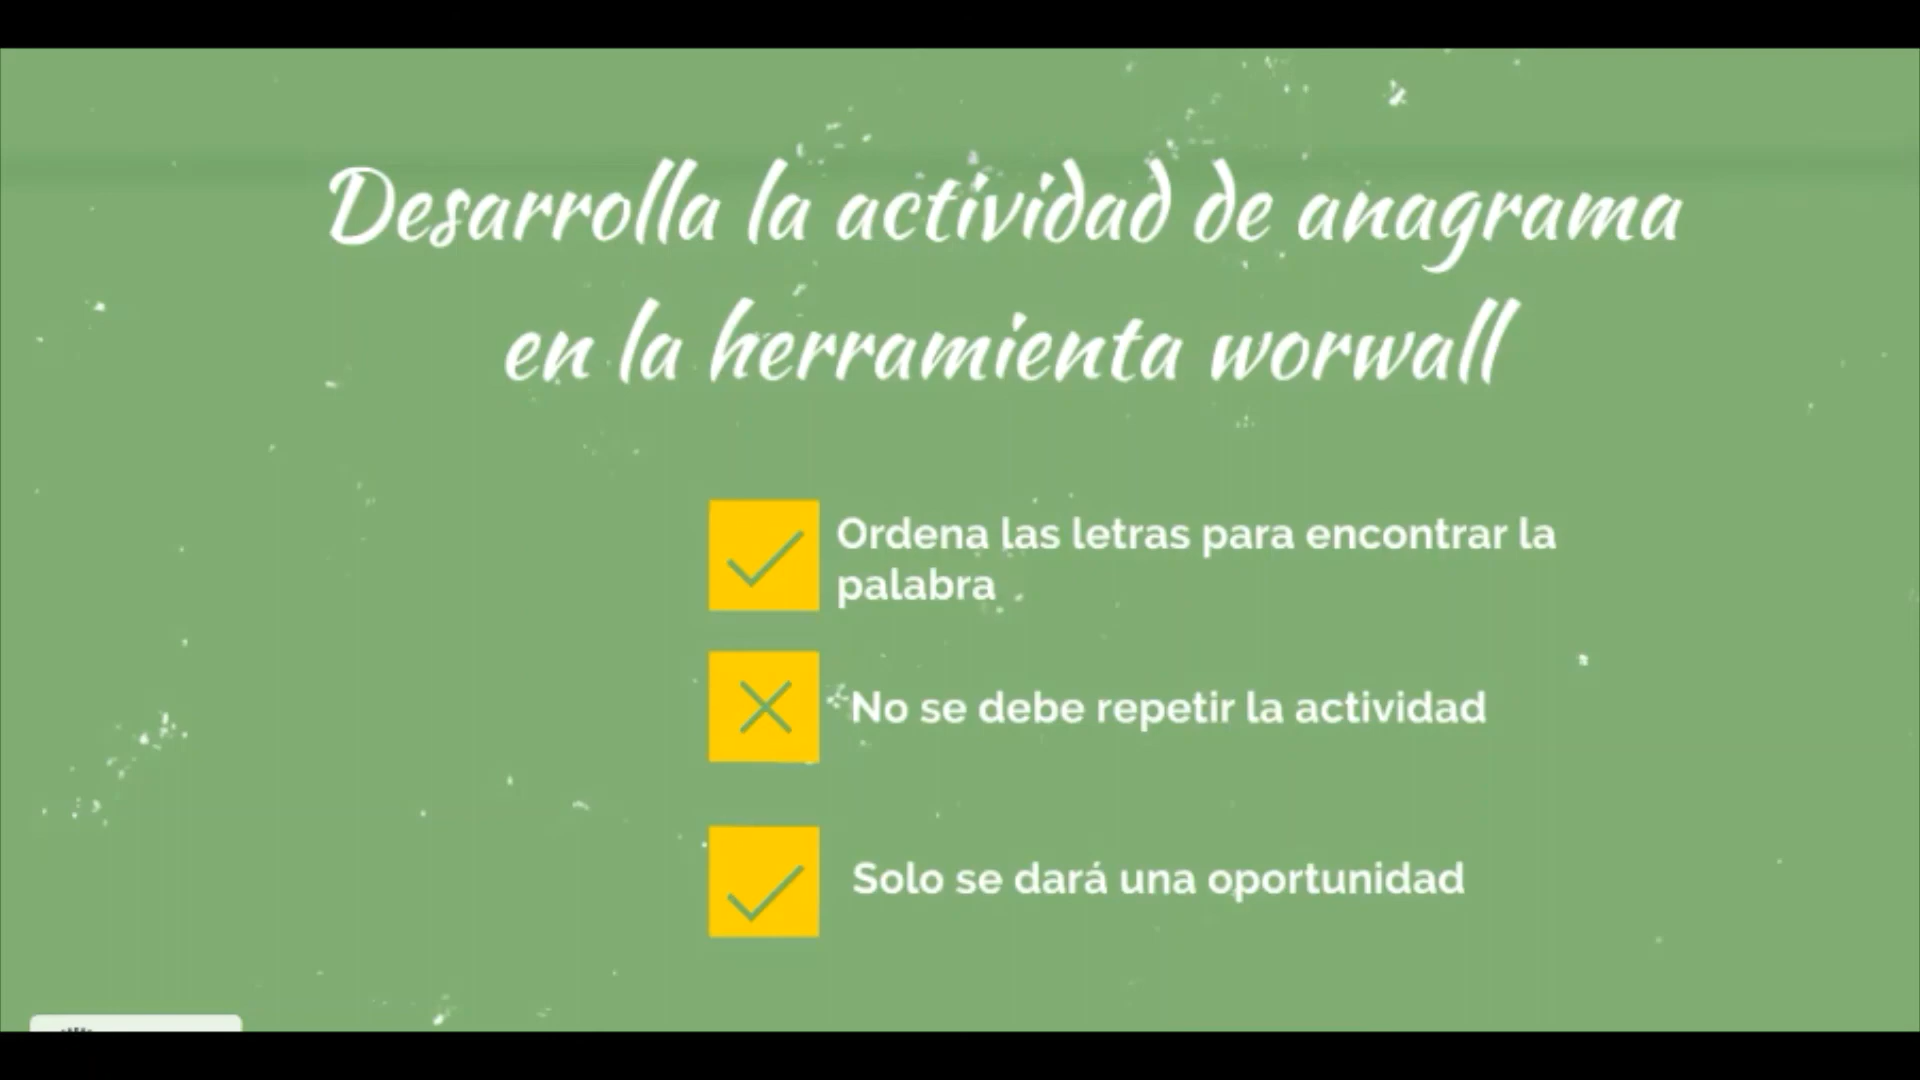 Desarrolla la actividad de anagrama
en la herramienta worwall
Ordena las letras para encontrar la
palabra
No se debe repetir la actividad
Solo se dará una oportunidad